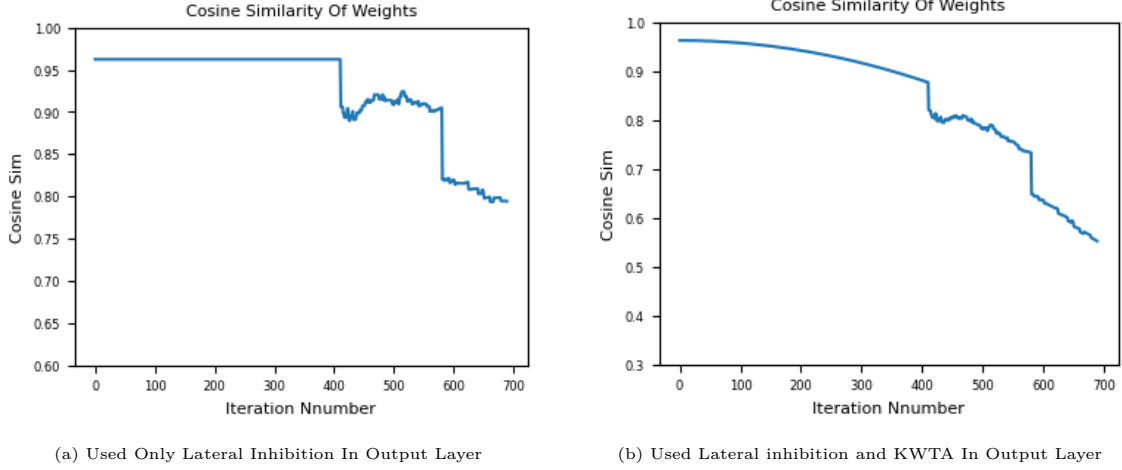 Cosine Similarity Of Weights
1.00
0.95
0.90
0.85
0.80
0.75
0.70
0.65
0.60
Cosine Sim
0 100 200 300 400 500 600 700
Iteration Nnumber
(a) Used Only Lateral Inhibition In Output Layer
Cosine Similarity Of Weights
1.0
0.9
0.8
0.7
0.6
0.5
0.4
0.3
Cosine Sim
0 100 200 300 400 500 600 700
Iteration Nnumber
(b) Used Lateral inhibition and KWTA In Output Layer